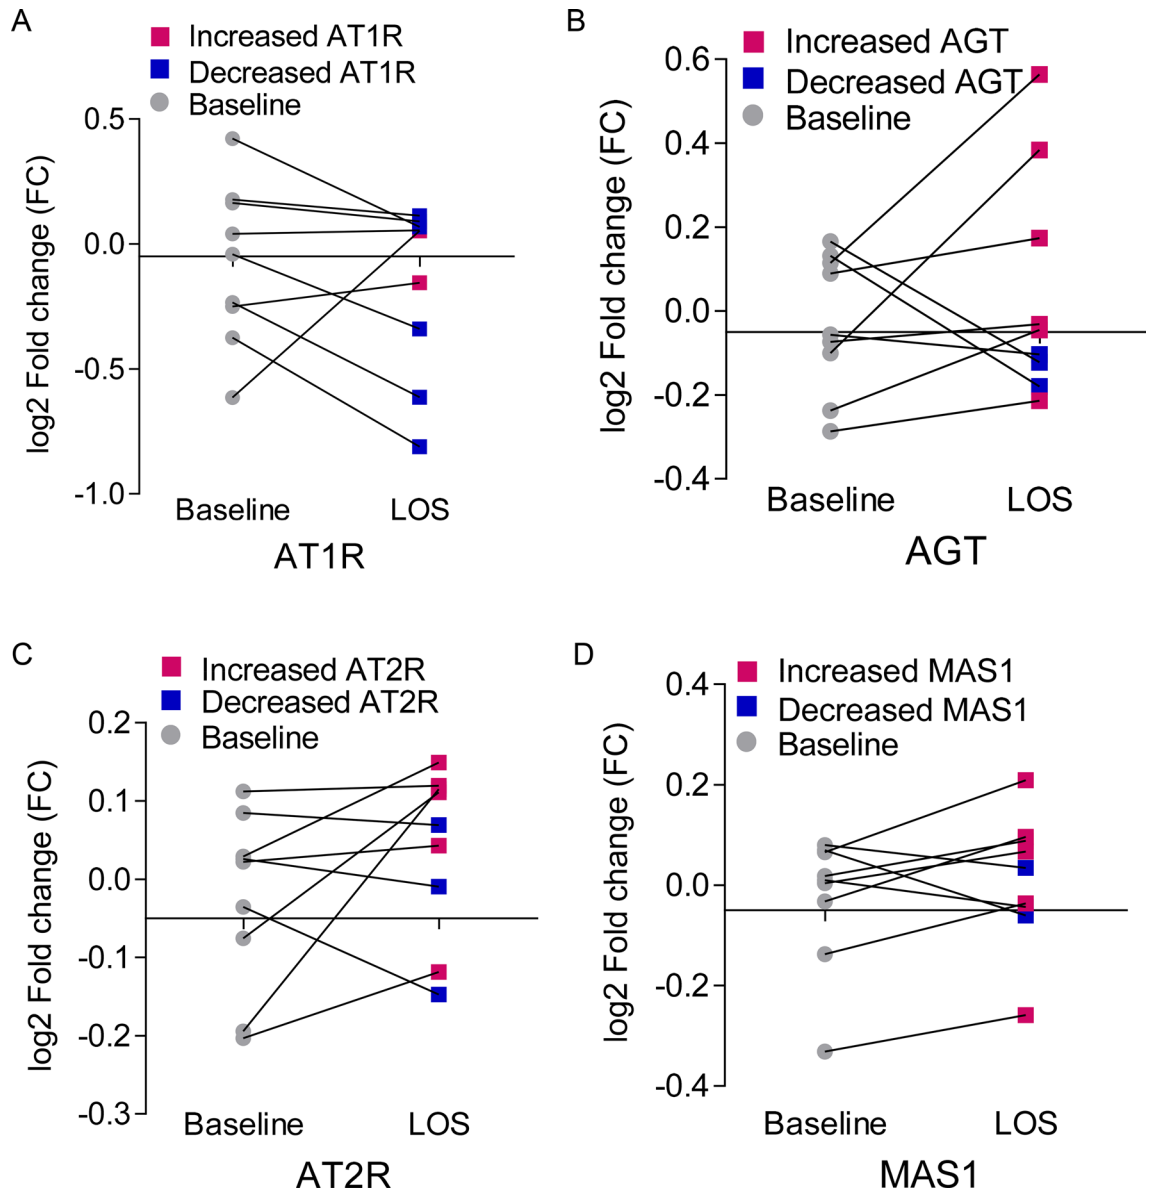 A
Increased AT1R
Decreased AT1R
Baseline
log2 Fold change (FC)
0.5
0.0
-0.5
-1.0
Baseline LOS
AT1R
B
Increased AGT
Decreased AGT
Baseline
log2 Fold change (FC)
0.6
0.4
0.2
0.0
-0.2
-0.4
Baseline LOS
AGT
C
Increased AT2R
Decreased AT2R
Baseline
log2 Fold change (FC)
0.2
0.1
0.0
-0.1
-0.2
-0.3
Baseline LOS
AT2R
D
Increased MAS1
Decreased MAS1
Baseline
log2 Fold change (FC)
0.4
0.2
0.0
-0.2
-0.4
Baseline LOS
MAS1